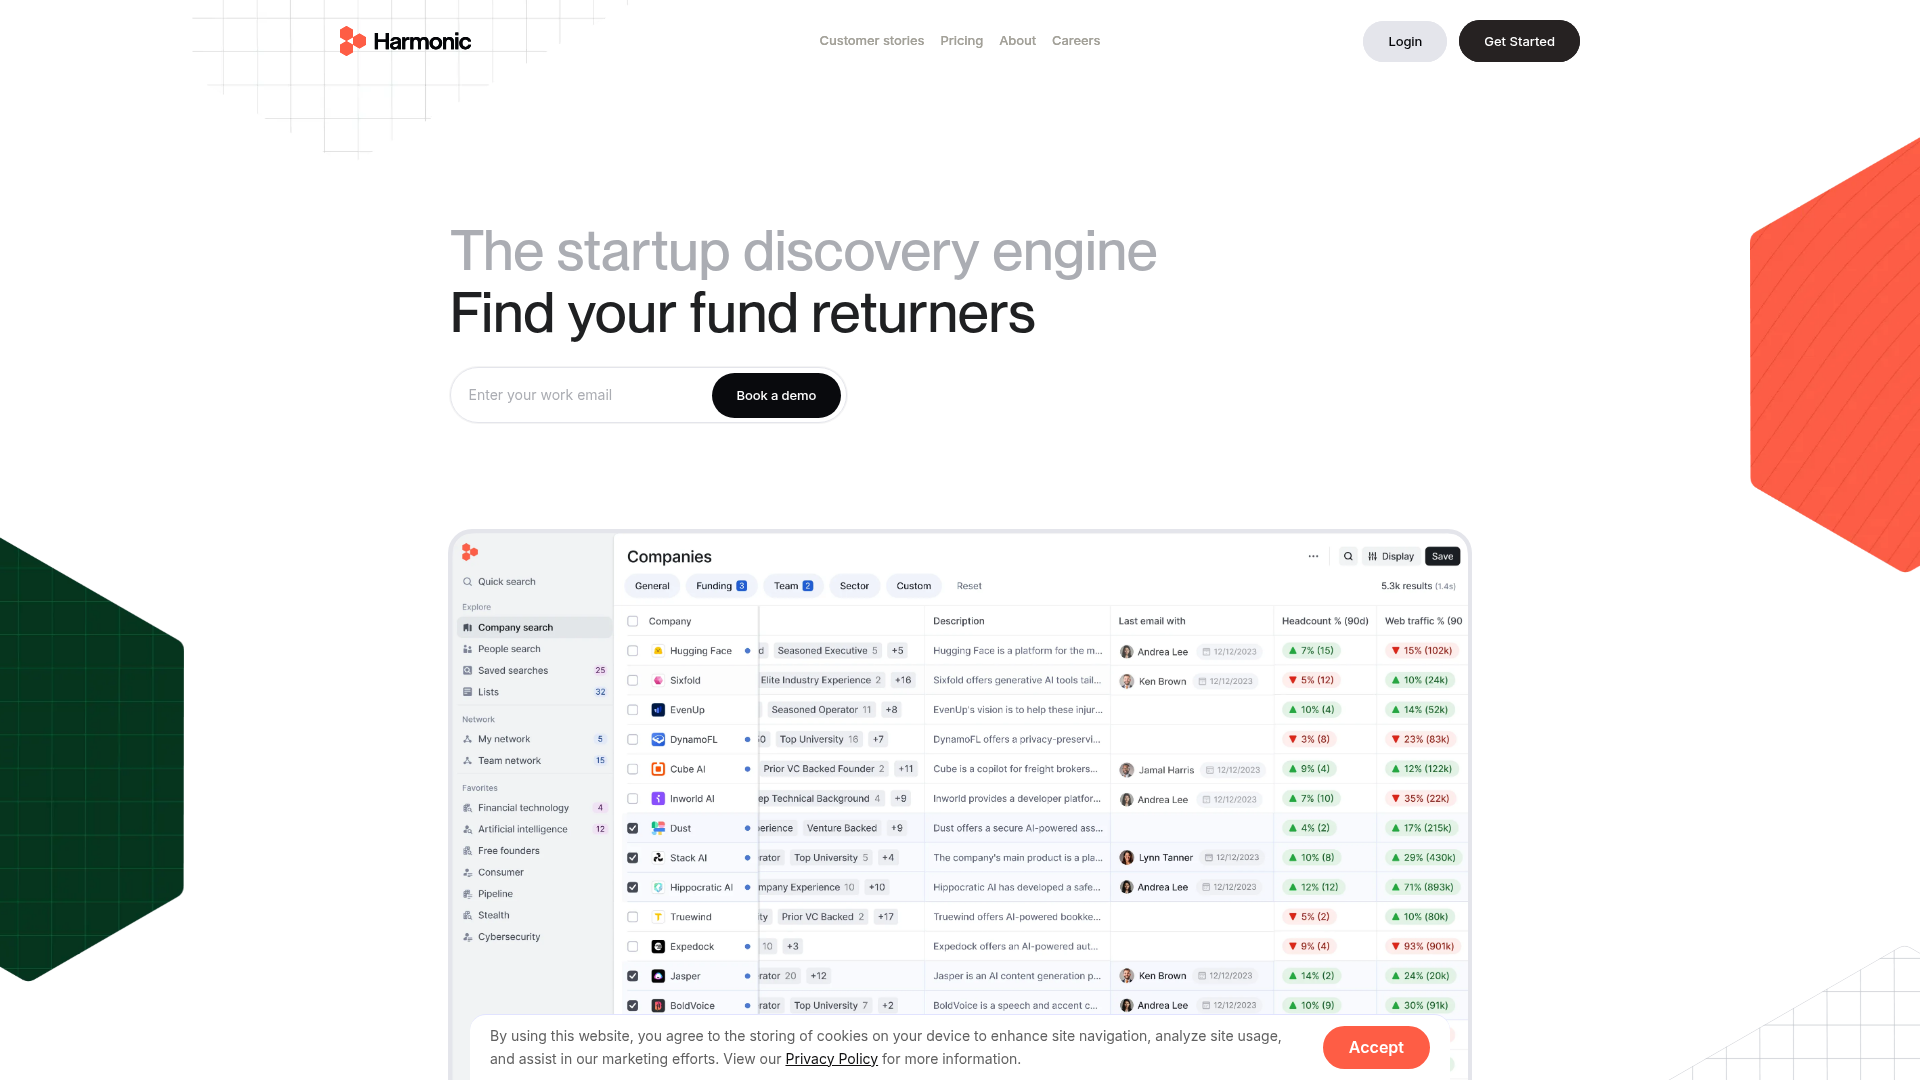 Harmonic
Customer stories Pricing About Careers
Login
Get Started
The startup discovery engine
Find your fund returners
Enter your work email
Book a demo
Quick search
Explore
Company search
People search
Saved searches 25
Lists 32
Network
My network 5
Team network 15
Favorites
Financial technology 4
Artificial intelligence 12
Free founders
Consumer
Pipeline
Stealth
Cybersecurity
Companies
Display Save
General Funding 3 Team 2 Sector Custom Reset 5.3k results (1.4s)
Company Description Last email with Headcount % (90d) Web traffic % (90
Hugging Face d Seasoned Executive 5 +5 Hugging Face is a platform for the m... Andrea Lee 12/12/2023 7% (15) 15% (102k)
Sixfold Elite Industry Experience 2 +16 Sixfold offers generative AI tools tail... Ken Brown 12/12/2023 5% (12) 10% (24k)
EvenUp Seasoned Operator 11 +8 EvenUp's vision is to help these injur... 10% (4) 14% (52k)
DynamoFL Top University 16 +7 DynamoFL offers a privacy-preservi... 3% (8) 23% (83k)
Cube AI Prior VC Backed Founder 2 +11 Cube is a copilot for freight brokers... Jamal Harris 12/12/2023 9% (4) 12% (122k)
Inworld AI ep Technical Background 4 +9 Inworld provides a developer platfor... Andrea Lee 12/12/2023 7% (10) 35% (22k)
Dust perience Venture Backed +9 Dust offers a secure AI-powered ass... 4% (2) 17% (215k)
Stack AI rator Top University 5 +4 The company's main product is a pla... Lynn Tanner 12/12/2023 10% (8) 29% (430k)
Hippocratic AI mpany Experience 10 +10 Hippocratic AI has developed a safe... Andrea Lee 12/12/2023 12% (12) 71% (893k)
Truewind ity Prior VC Backed 2 +17 Truewind offers AI-powered bookke... 5% (2) 10% (80k)
Expedock 10 +3 Expedock offers an AI-powered aut... 9% (4) 93% (901k)
Jasper rator 20 +12 Jasper is an AI content generation p... Ken Brown 12/12/2023 14% (2) 24% (20k)
BoldVoice rator Top University 7 +2 BoldVoice is a speech and accent c... Andrea Lee 12/12/2023 10% (9) 30% (91k)
By using this website, you agree to the storing of cookies on your device to enhance site navigation, analyze site usage,
and assist in our marketing efforts. View our Privacy Policy for more information.
Accept